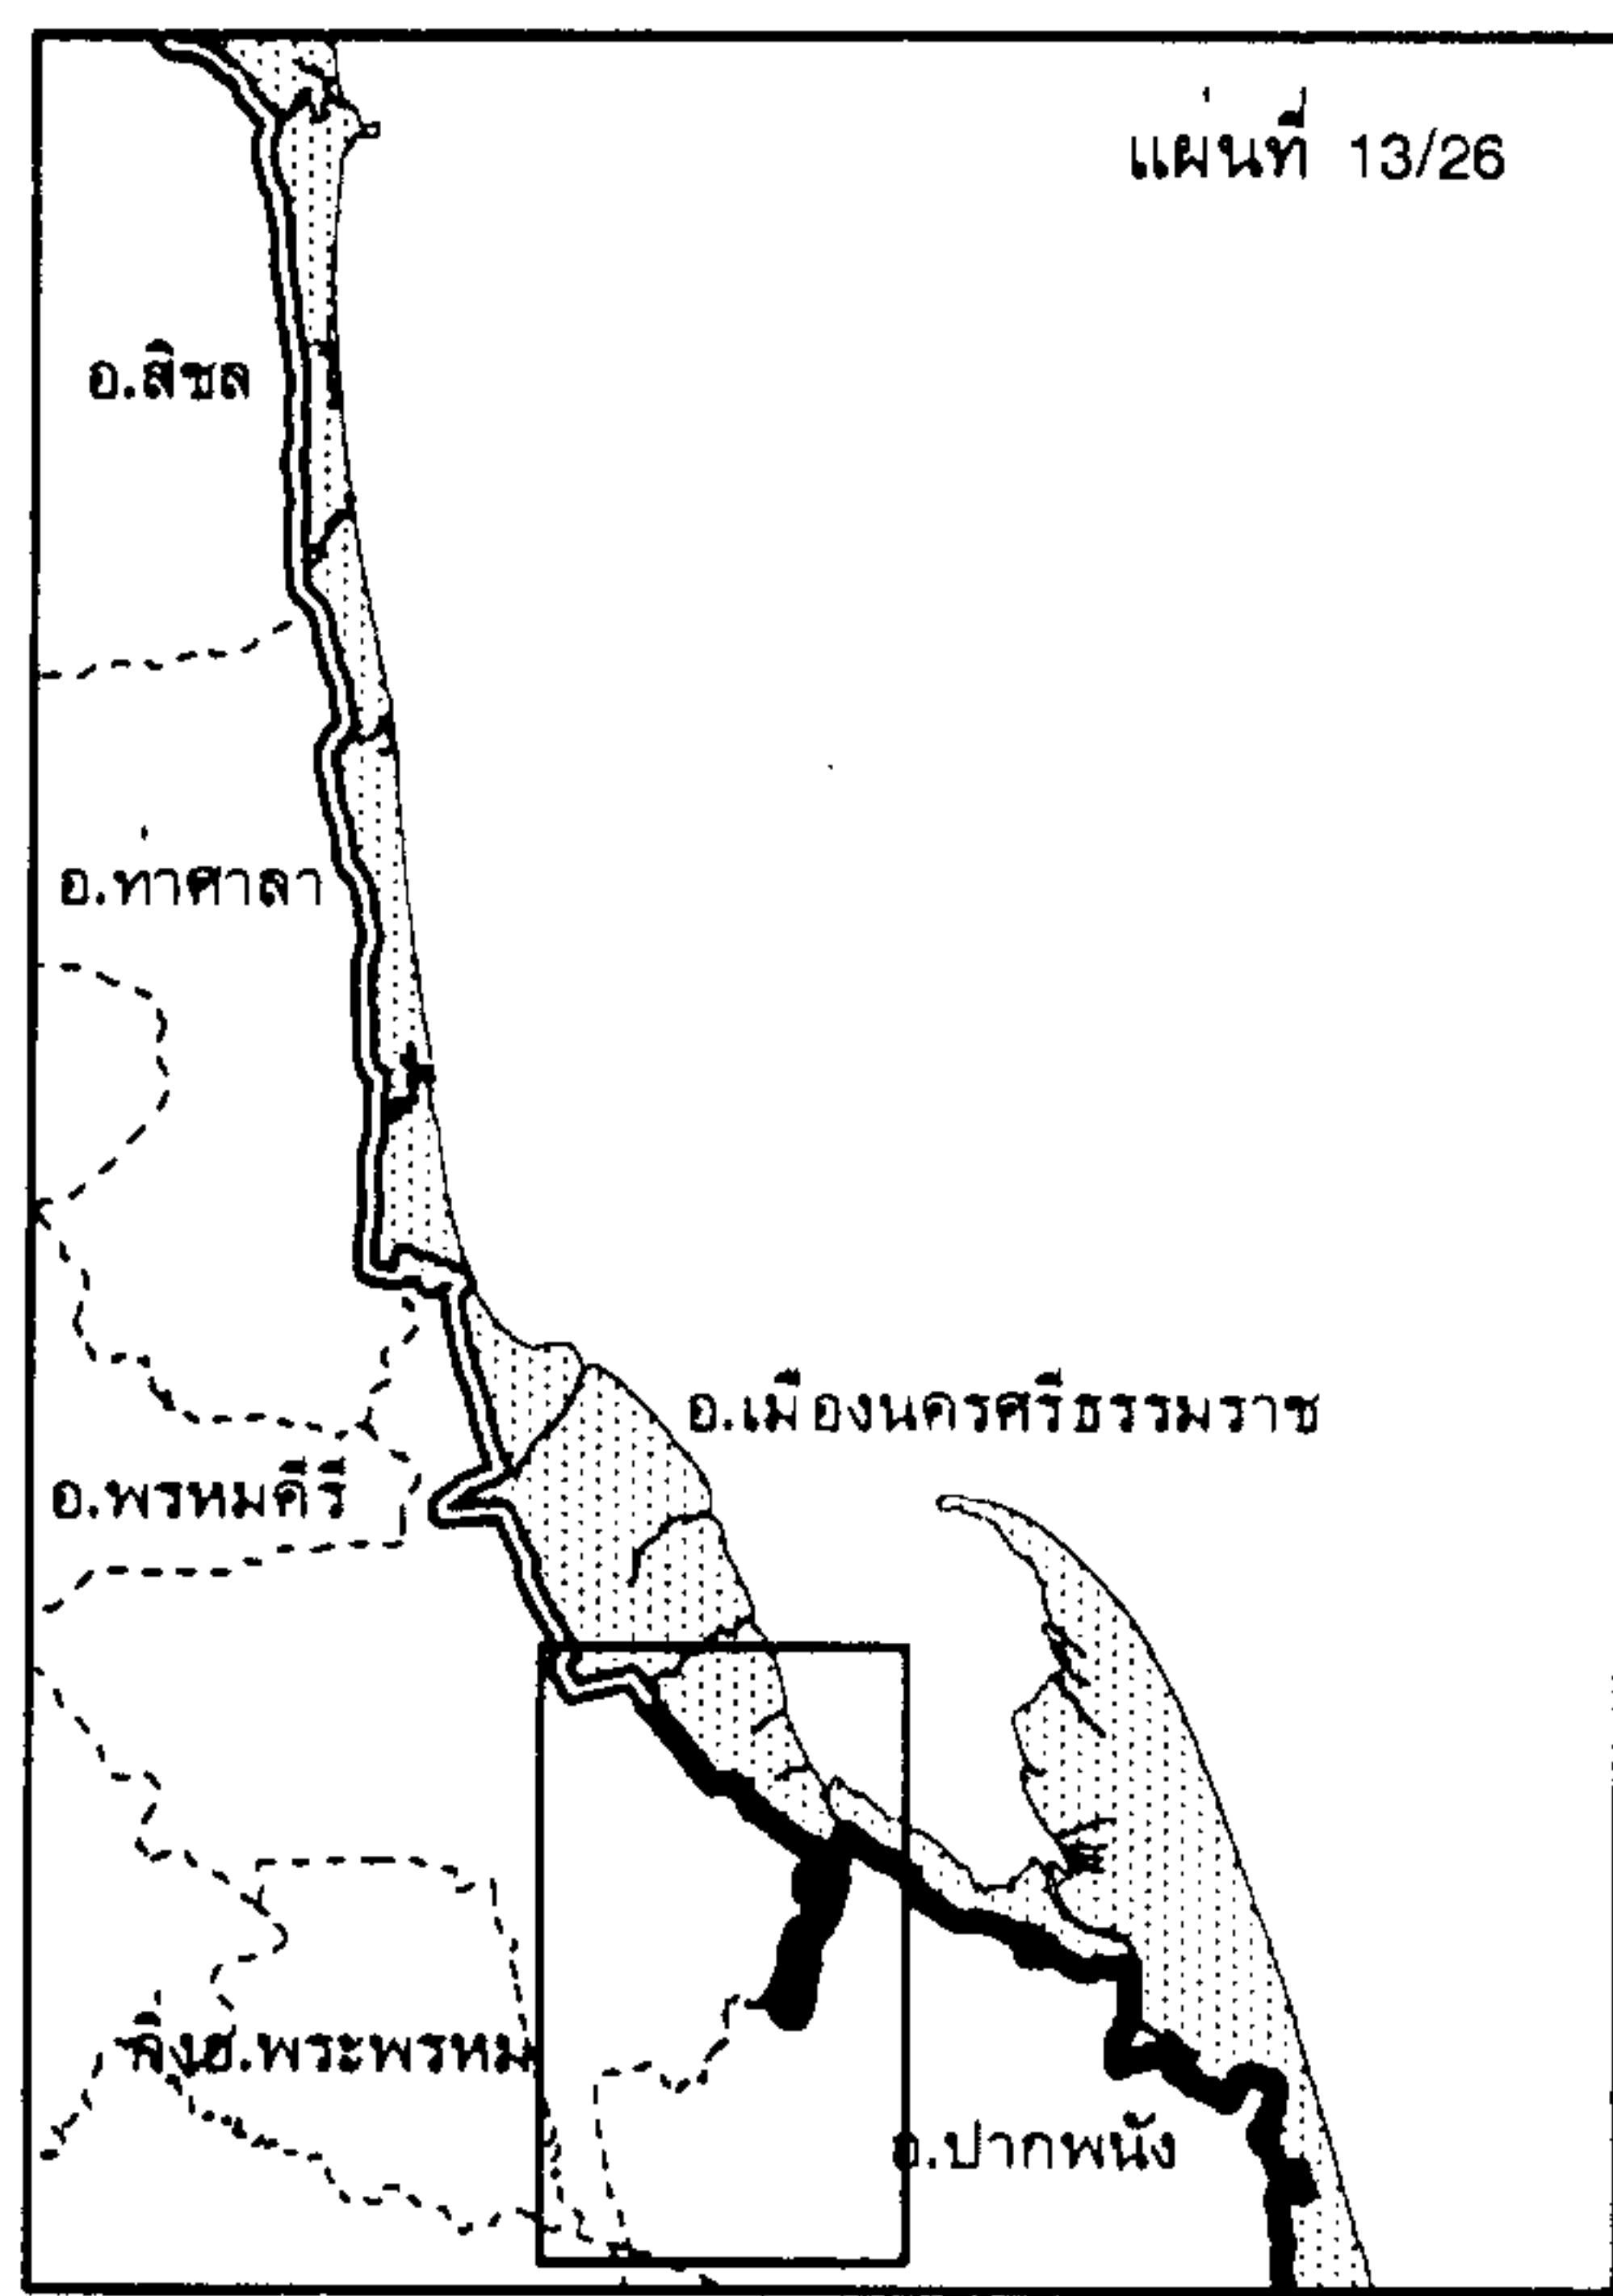 แผ่นที่ 13/26
อ.สิชล
อ.ท่าศาลา
อ.เมืองนครศรีธรรมราช
อ.พรหมคีรี
กิ่งอ.พระพรหม
อ.ปากพนัง